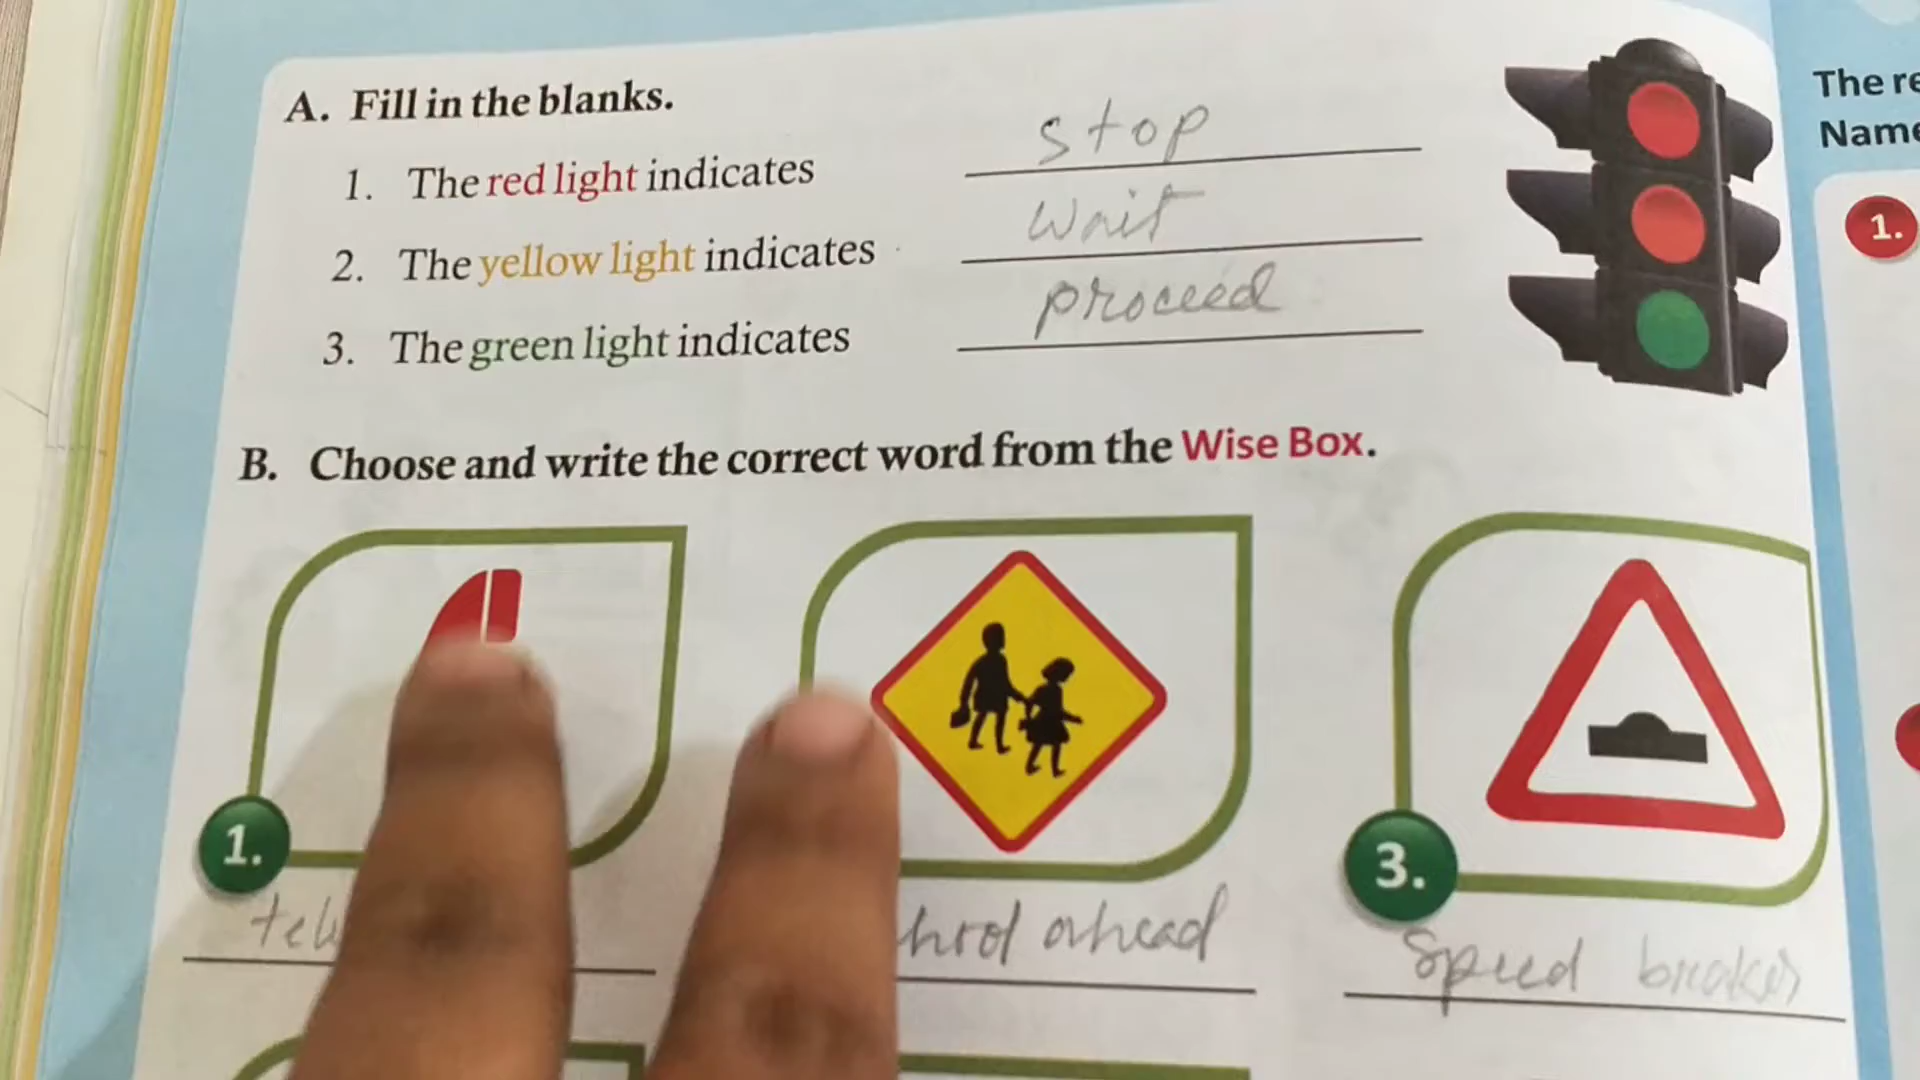 A. Fill in the blanks.
1. The red light indicates stop
2. The yellow light indicates wait
3. The green light indicates proceed
B. Choose and write the correct word from the Wise Box.
1.
3.
ahead
speed breaker
The
Name
1.